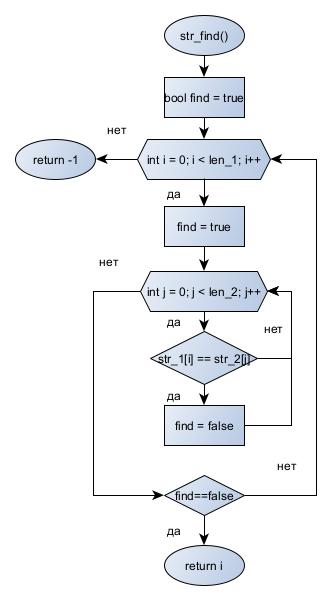 str_find()
bool find = true
нет
int i = 0; i < len_1; i++
return -1
да
find = true
нет
int j = 0; j < len_2; j++
да
нет
str_1[i] == str_2[j]
да
find = false
нет
find==false
да
return i